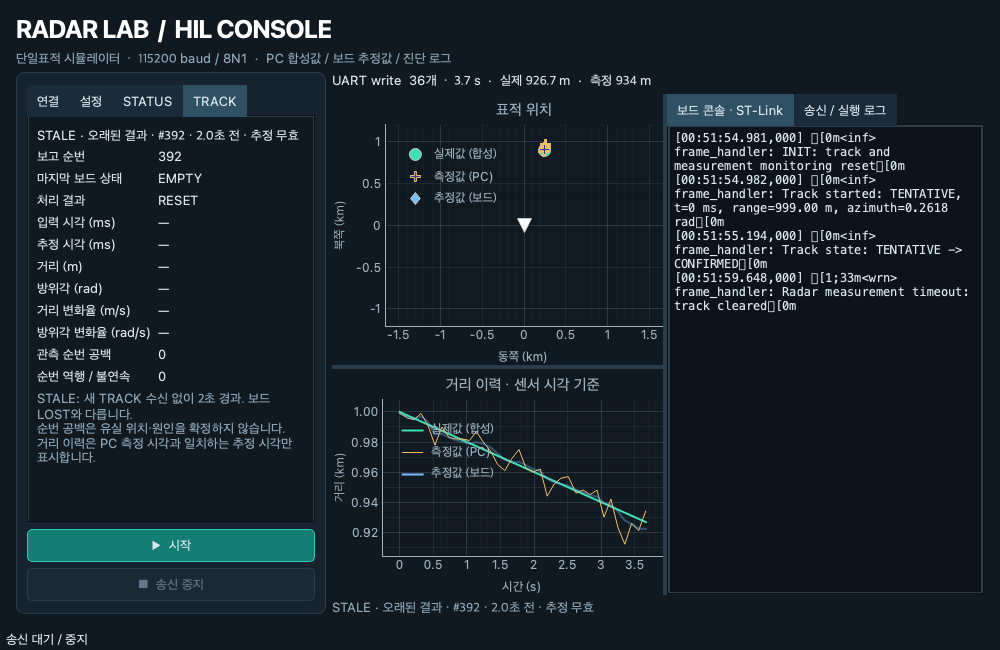 RADAR LAB / HIL CONSOLE
단일표적 시뮬레이터 · 115200 baud / 8N1 · PC 합성값 / 보드 추정값 / 진단 로그
연결 설정 STATUS TRACK
STALE · 오래된 결과 · #392 · 2.0초 전 · 추정 무효
보고 순번 392
마지막 보드 상태 EMPTY
처리 결과 RESET
입력 시각 (ms) —
추정 시각 (ms) —
거리 (m) —
방위각 (rad) —
거리 변화율 (m/s) —
방위각 변화율 (rad/s) —
관측 순번 공백 0
순번 역행 / 불연속 0
STALE: 새 TRACK 수신 없이 2초 경과. 보드
LOST와 다릅니다.
순번 공백은 유실 위치·원인을 확정하지 않습니다.
거리 이력은 PC 측정 시각과 일치하는 추정 시각만
표시합니다.
▶ 시작
■ 송신 중지
송신 대기 / 중지
UART write 36개 · 3.7 s · 실제 926.7 m · 측정 934 m
표적 위치
실제값 (합성)
측정값 (PC)
추정값 (보드)
북쪽 (km)
1
0.5
0
-0.5
-1
-1.5 -1 -0.5 0 0.5 1 1.5
동쪽 (km)
거리 이력 · 센서 시각 기준
실제값 (합성)
측정값 (PC)
추정값 (보드)
거리 (km)
1.00
0.98
0.96
0.94
0.92
0 0.5 1 1.5 2 2.5 3 3.5
시간 (s)
STALE · 오래된 결과 · #392 · 2.0초 전 · 추정 무효
보드 콘솔 · ST-Link 송신 / 실행 로그
[00:51:54.981,000] [0m<inf>
frame_handler: INIT: track and
measurement monitoring reset[0m
[00:51:54.982,000] [0m<inf>
frame_handler: Track started: TENTATIVE,
t=0 ms, range=999.00 m, azimuth=0.2618
rad[0m
[00:51:55.194,000] [0m<inf>
frame_handler: Track state: TENTATIVE ->
CONFIRMED[0m
[00:51:59.648,000] [1;33m<wrn>
frame_handler: Radar measurement timeout:
track cleared[0m